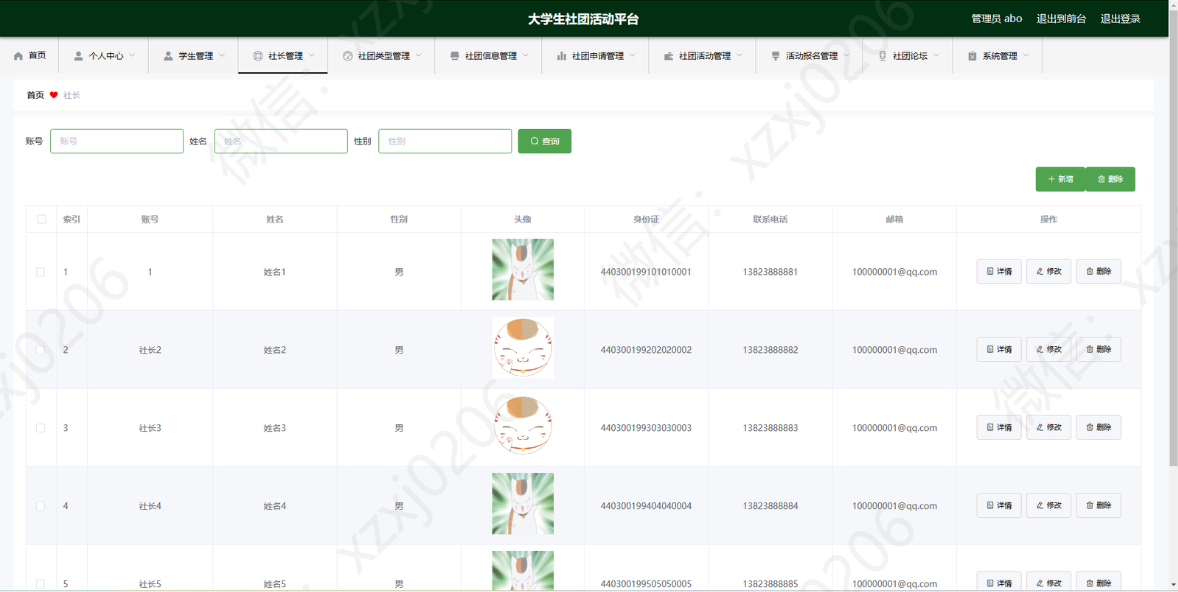 大学生社团活动平台
管理员 abo 退出到前台 退出登录
首页 个人中心 学生管理 社长管理 社团类型管理 社团信息管理 社团申请管理 社团活动管理 活动报名管理 社团论坛 系统管理
首页 社长
账号 账号 姓名 姓名 性别 性别 查询
新增 删除
索引 账号 姓名 性别 头像 身份证 联系电话 邮箱 操作
1 1 姓名1 男 440300199101010001 13823888881 100000001@qq.com 详情 修改 删除
2 社长2 姓名2 男 440300199202020002 13823888882 100000001@qq.com 详情 修改 删除
3 社长3 姓名3 男 440300199303030003 13823888883 100000001@qq.com 详情 修改 删除
4 社长4 姓名4 男 440300199404040004 13823888884 100000001@qq.com 详情 修改 删除
5 社长5 姓名5 男 440300199505050005 13823888885 100000001@qq.com 详情 修改 删除
微信：xzxj0206